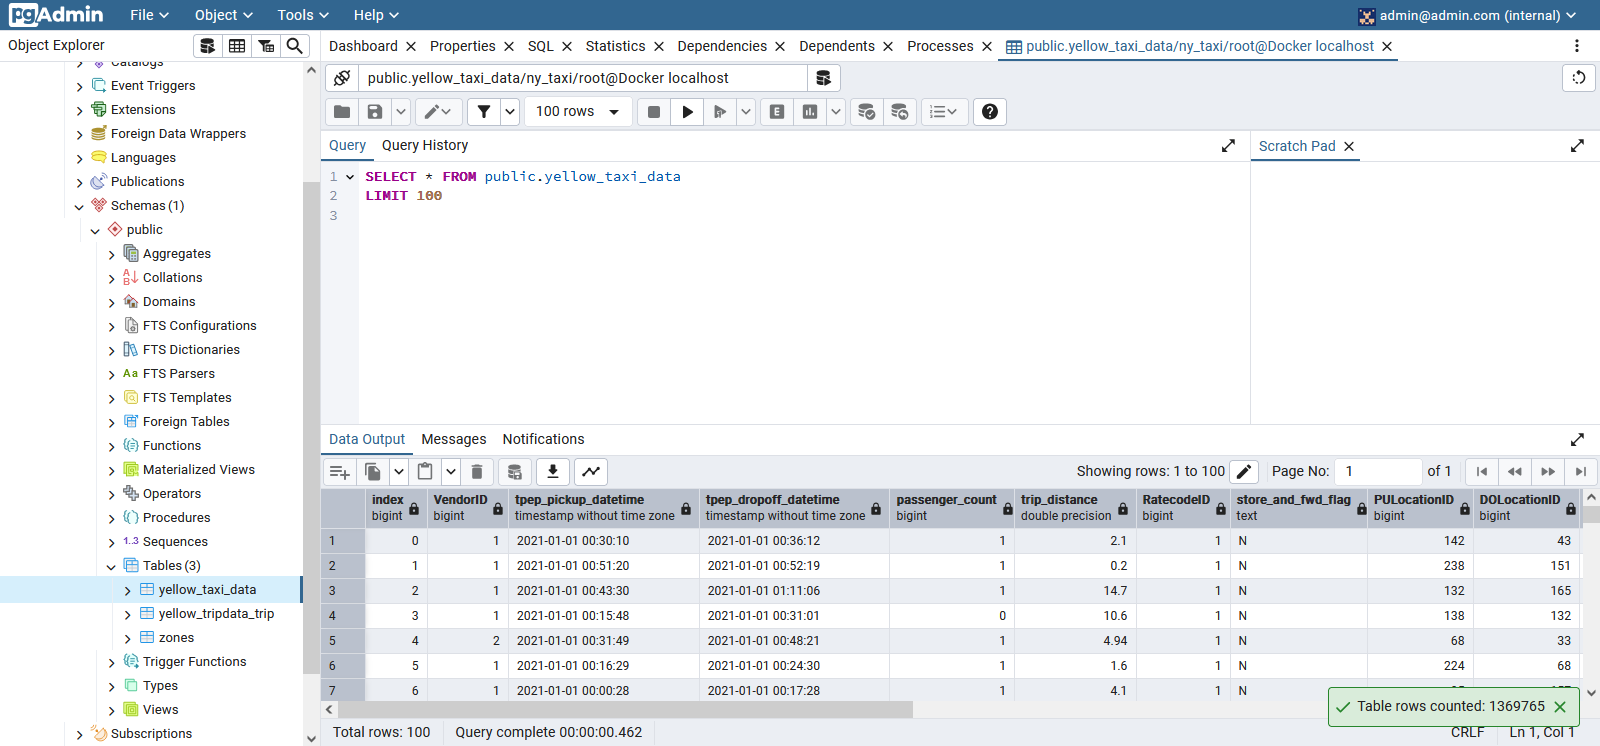 pgAdmin File Object Tools Help admin@admin.com (internal)
Object Explorer
Dashboard Properties SQL Statistics Dependencies Dependents Processes public.yellow_taxi_data/ny_taxi/root@Docker localhost
public.yellow_taxi_data/ny_taxi/root@Docker localhost
100 rows
Catalogs
Event Triggers
Extensions
Foreign Data Wrappers
Languages
Publications
Schemas (1)
public
Aggregates
Collations
Domains
FTS Configurations
FTS Dictionaries
FTS Parsers
FTS Templates
Foreign Tables
Functions
Materialized Views
Operators
Procedures
1..3 Sequences
Tables (3)
yellow_taxi_data
yellow_tripdata_trip
zones
Trigger Functions
Types
Views
Subscriptions
Query Query History
Scratch Pad
1 SELECT * FROM public.yellow_taxi_data
2 LIMIT 100
3
Data Output Messages Notifications
Showing rows: 1 to 100 Page No: 1 of 1
index VendorID tpep_pickup_datetime tpep_dropoff_datetime passenger_count trip_distance RatecodeID store_and_fwd_flag PULocationID DOLocationID
bigint bigint timestamp without time zone timestamp without time zone bigint double precision bigint text bigint bigint
1 0 1 2021-01-01 00:30:10 2021-01-01 00:36:12 1 2.1 1 N 142 43
2 1 1 2021-01-01 00:51:20 2021-01-01 00:52:19 1 0.2 1 N 238 151
3 2 1 2021-01-01 00:43:30 2021-01-01 01:11:06 1 14.7 1 N 132 165
4 3 1 2021-01-01 00:15:48 2021-01-01 00:31:01 0 10.6 1 N 138 132
5 4 2 2021-01-01 00:31:49 2021-01-01 00:48:21 1 4.94 1 N 68 33
6 5 1 2021-01-01 00:16:29 2021-01-01 00:24:30 1 1.6 1 N 224 68
7 6 1 2021-01-01 00:00:28 2021-01-01 00:17:28 1 4.1 1 N
Table rows counted: 1369765
Total rows: 100 Query complete 00:00:00.462 CRLF Ln 1, Col 1